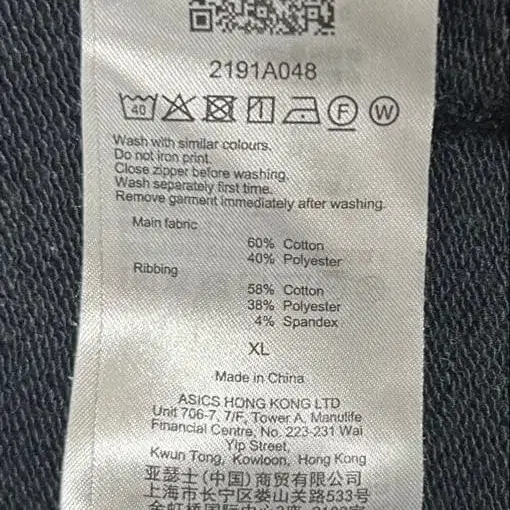 2191A048
40 F W
Wash with similar colours.
Do not iron print.
Close zipper before washing.
Wash separately first time.
Remove garment immediately after washing.
Main fabric
60% Cotton
40% Polyester
Ribbing
58% Cotton
38% Polyester
4% Spandex
XL
Made in China
ASICS HONG KONG LTD
Unit 706-7, 7/F, Tower A, Manulife
Financial Centre, No. 223-231 Wai
Yip Street,
Kwun Tong, Kowloon, Hong Kong
亚瑟士(中国)商贸有限公司
上海市长宁区娄山关路533号